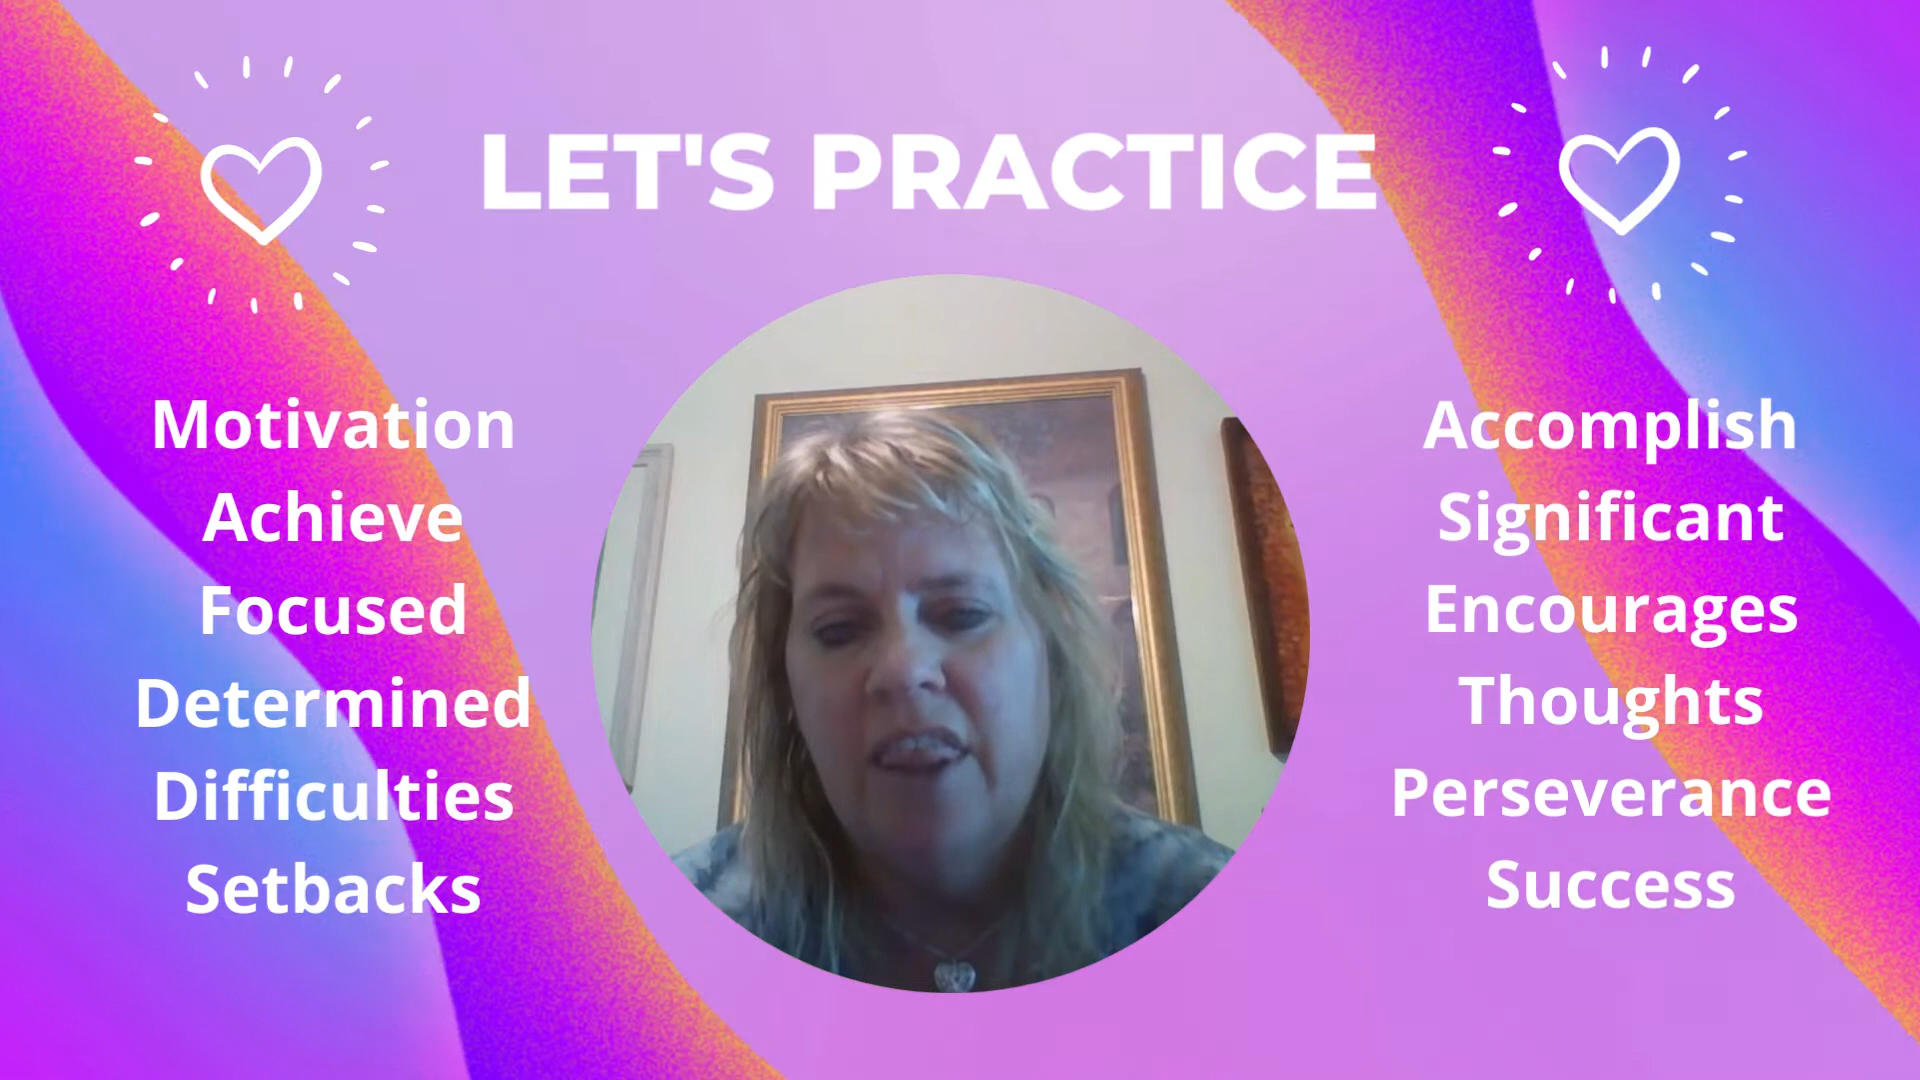 LET'S PRACTICE
Motivation
Achieve
Focused
Determined
Difficulties
Setbacks
Accomplish
Significant
Encourages
Thoughts
Perseverance
Success